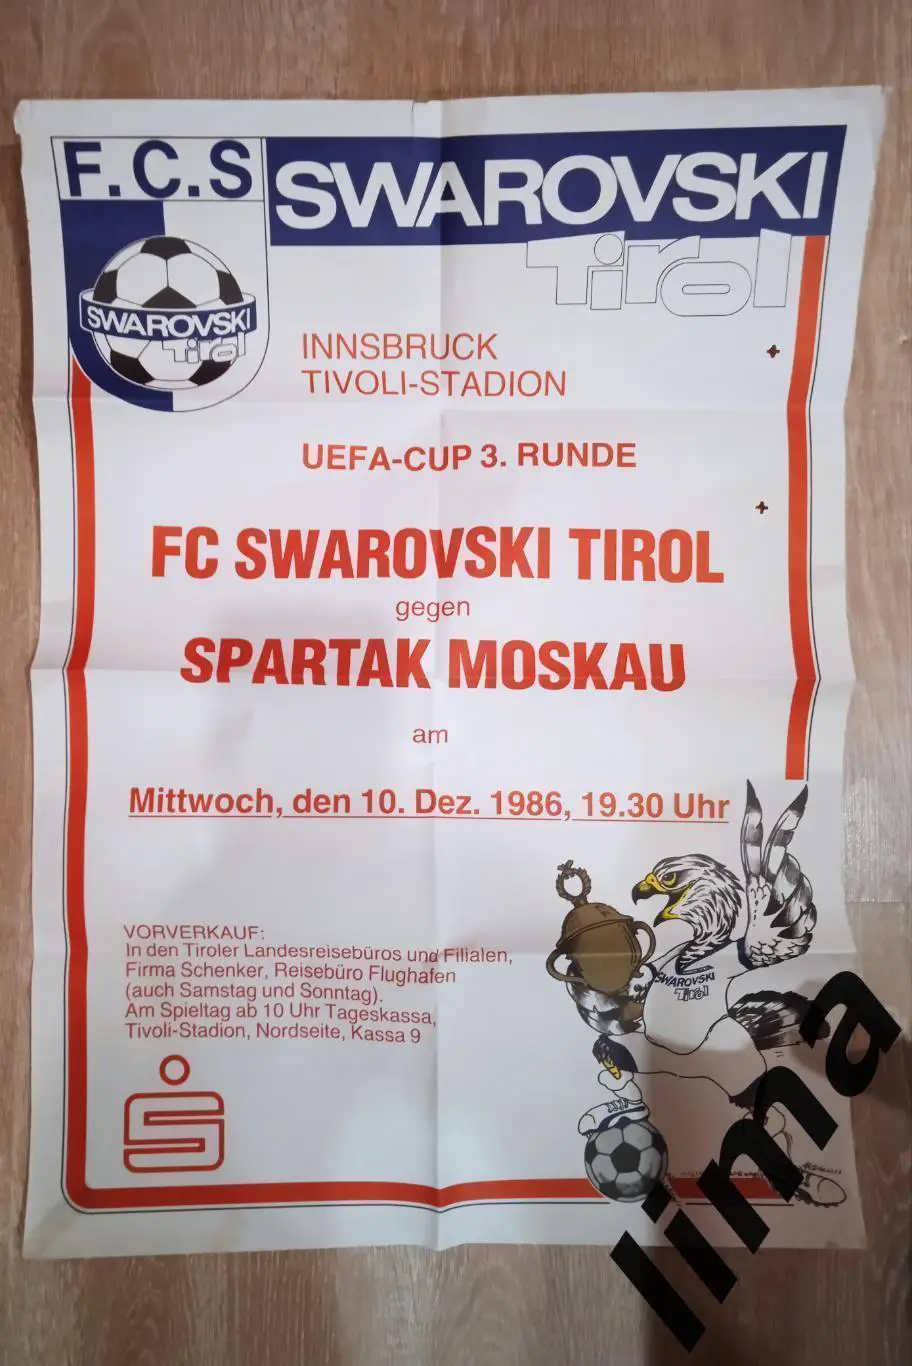 F.C.S
SWAROVSKI
Tirol
SWAROVSKI
Tirol
INNSBRUCK
TIVOLI-STADION
UEFA-CUP 3. RUNDE
FC SWAROVSKI TIROL
gegen
SPARTAK MOSKAU
am
Mittwoch, den 10. Dez. 1986, 19.30 Uhr
VORVERKAUF:
In den Tiroler Landesreisebüros und Filialen,
Firma Schenker, Reisebüro Flughafen
(auch Samstag und Sonntag).
Am Spieltag ab 10 Uhr Tageskassa,
Tivoli-Stadion, Nordseite, Kassa 9
SWAROVSKI
Tirol
S
lima